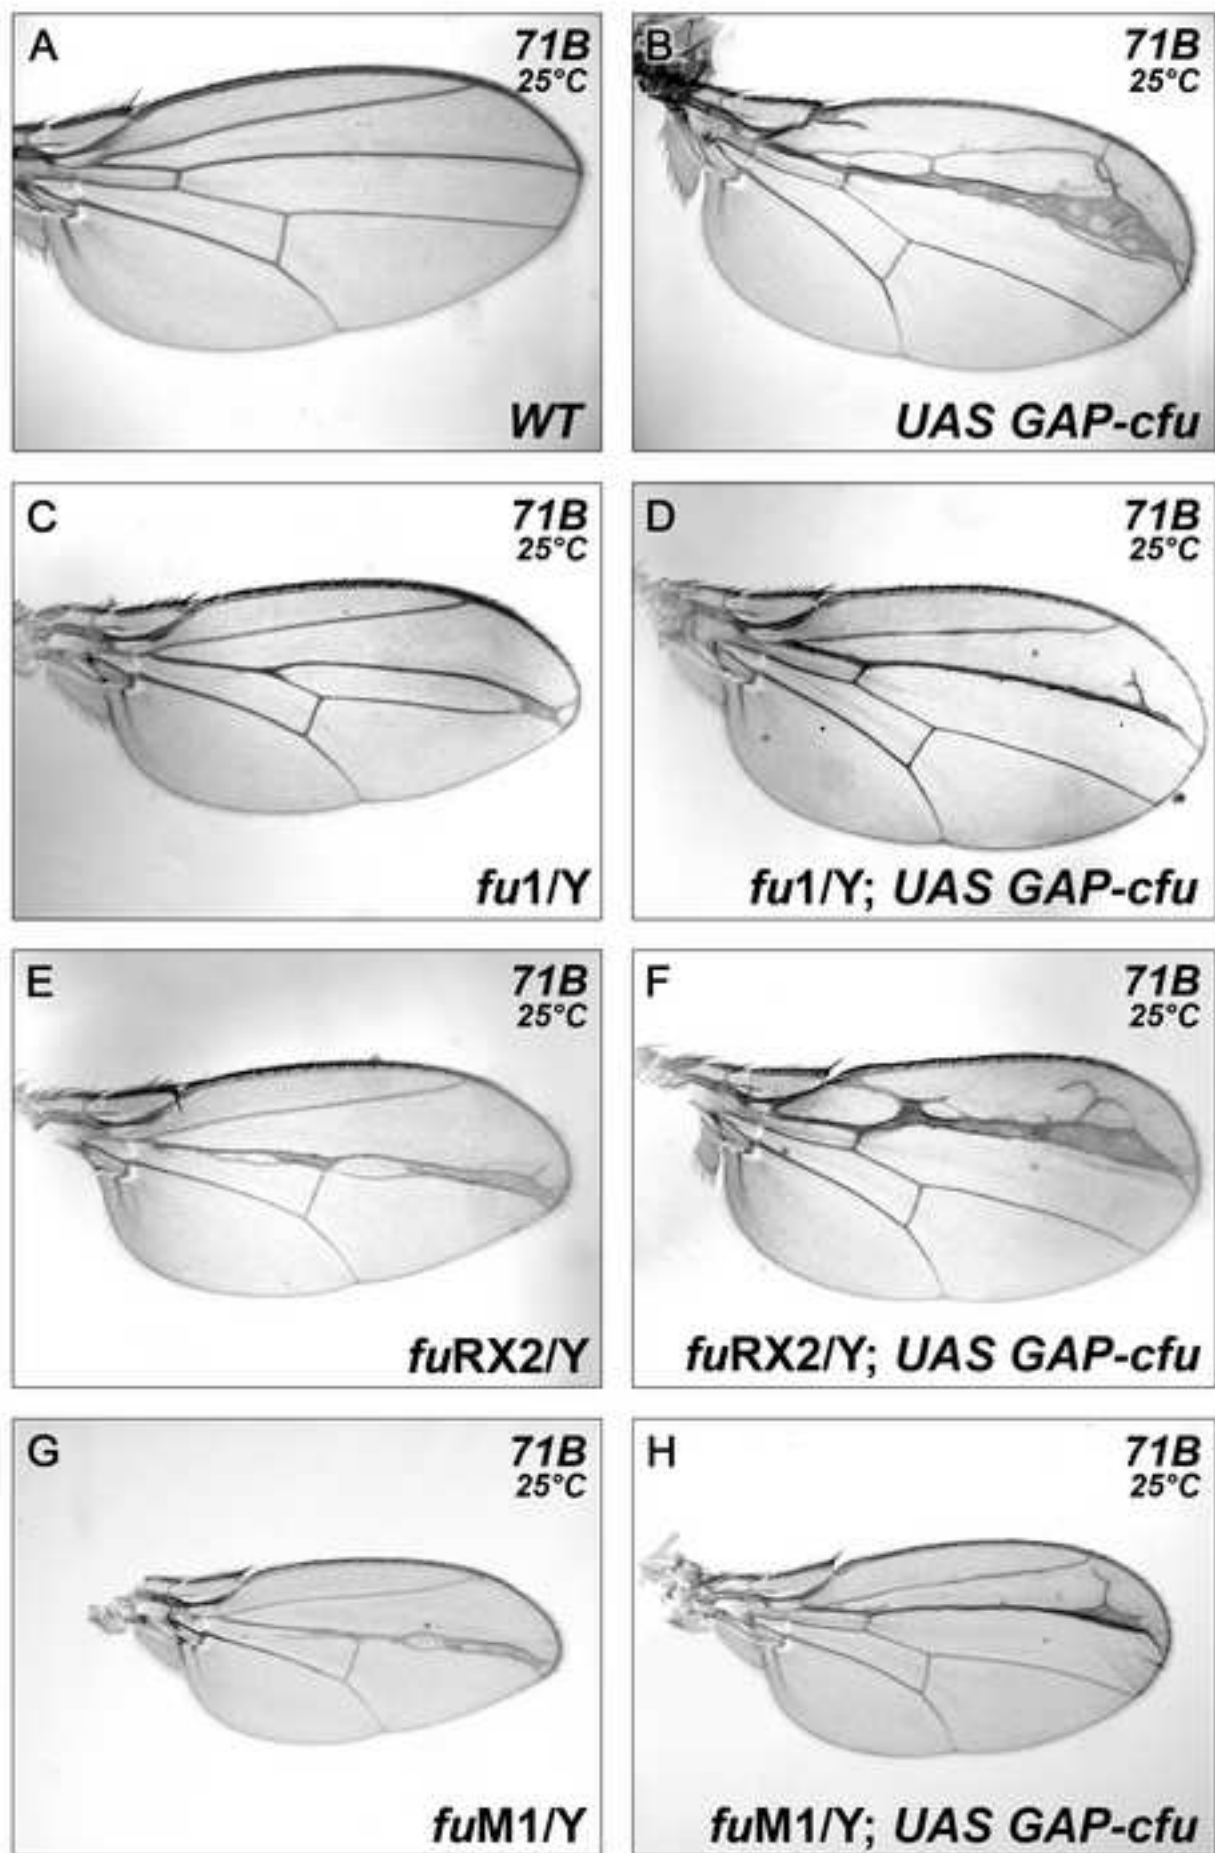 A
71B
25°C
WT
B
71B
25°C
UAS GAP-cfu
C
71B
25°C
fu1/Y
D
71B
25°C
fu1/Y; UAS GAP-cfu
E
71B
25°C
fuRX2/Y
F
71B
25°C
fuRX2/Y; UAS GAP-cfu
G
71B
25°C
fuM1/Y
H
71B
25°C
fuM1/Y; UAS GAP-cfu